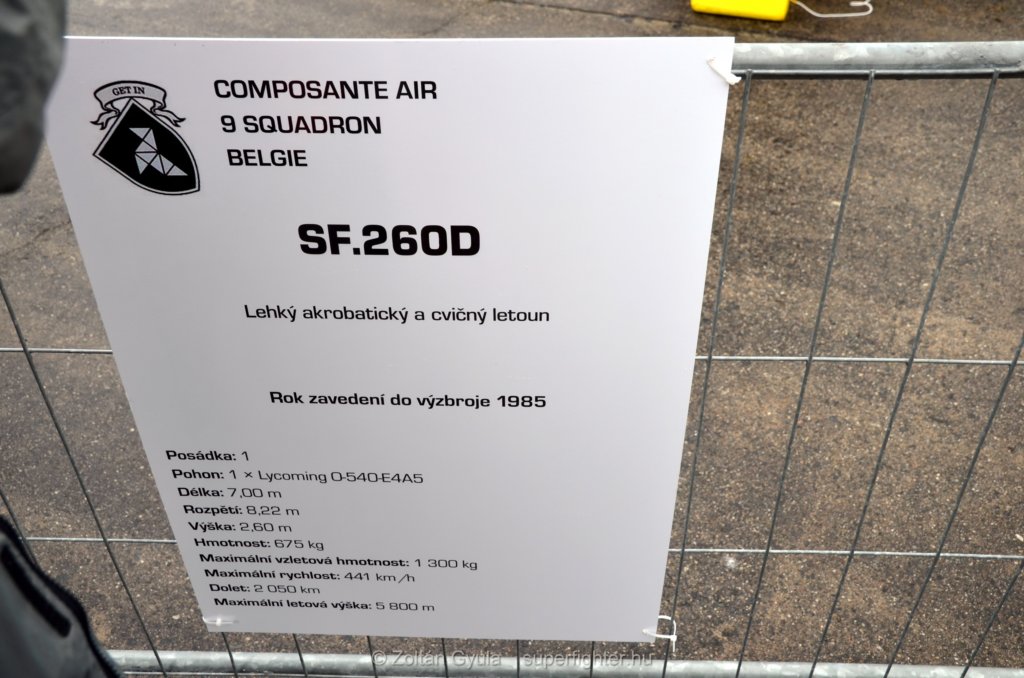 GET IN
COMPOSANTE AIR
9 SQUADRON
BELGIE
SF.260D
Lehký akrobatický a cvičný letoun
Rok zavedení do výzbroje 1985
Posádka: 1
Pohon: 1 × Lycoming O-540-E4A5
Délka: 7,00 m
Rozpětí: 8,22 m
Výška: 2,60 m
Hmotnost: 675 kg
Maximální vzletová hmotnost: 1 300 kg
Maximální rychlost: 441 km/h
Dolet: 2 050 km
Maximální letová výška: 5 800 m
© Zoltán Gyula superfighter.hu